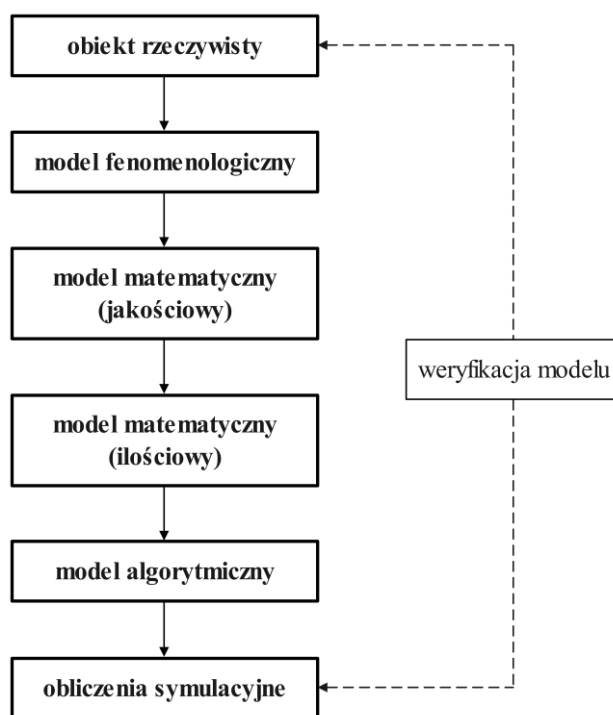 obiekt rzeczywisty
model fenomenologiczny
model matematyczny
(jakościowy)
model matematyczny
(ilościowy)
model algorytmiczny
obliczenia symulacyjne
weryfikacja modelu